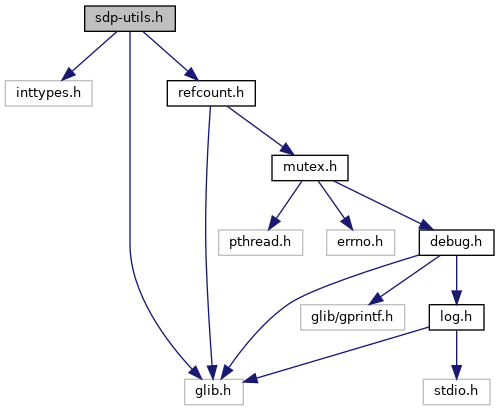 sdp-utils.h
inttypes.h
refcount.h
mutex.h
pthread.h
errno.h
debug.h
glib/gprintf.h
log.h
glib.h
stdio.h